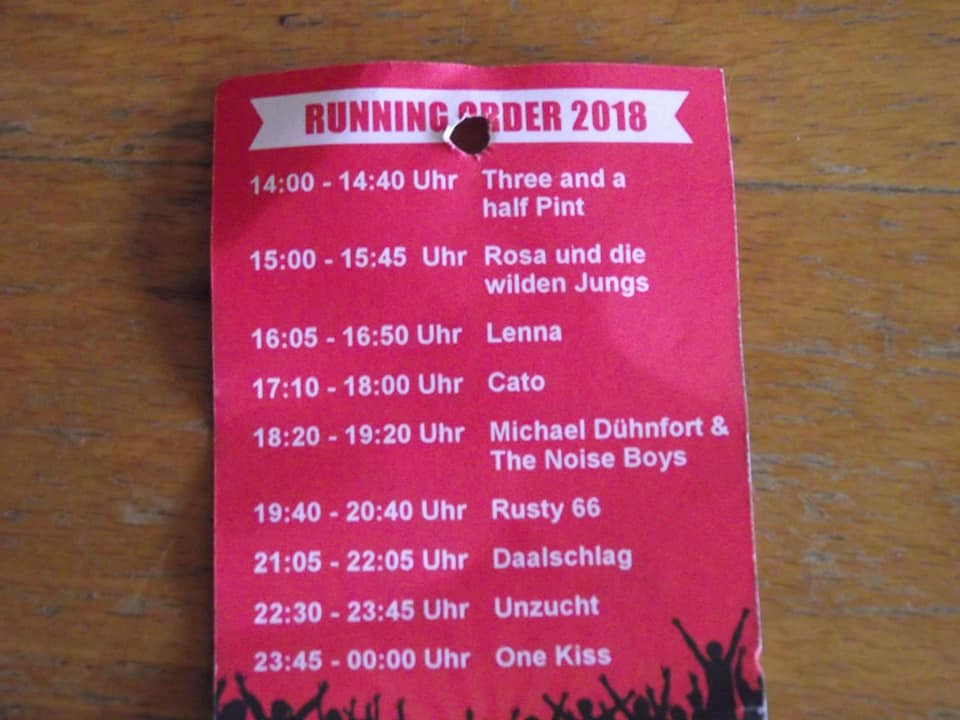 RUNNING ORDER 2018
14:00 - 14:40 Uhr Three and a
half Pint
15:00 - 15:45 Uhr Rosa und die
wilden Jungs
16:05 - 16:50 Uhr Lenna
17:10 - 18:00 Uhr Cato
18:20 - 19:20 Uhr Michael Dühnfort &
The Noise Boys
19:40 - 20:40 Uhr Rusty 66
21:05 - 22:05 Uhr Daalschlag
22:30 - 23:45 Uhr Unzucht
23:45 - 00:00 Uhr One Kiss